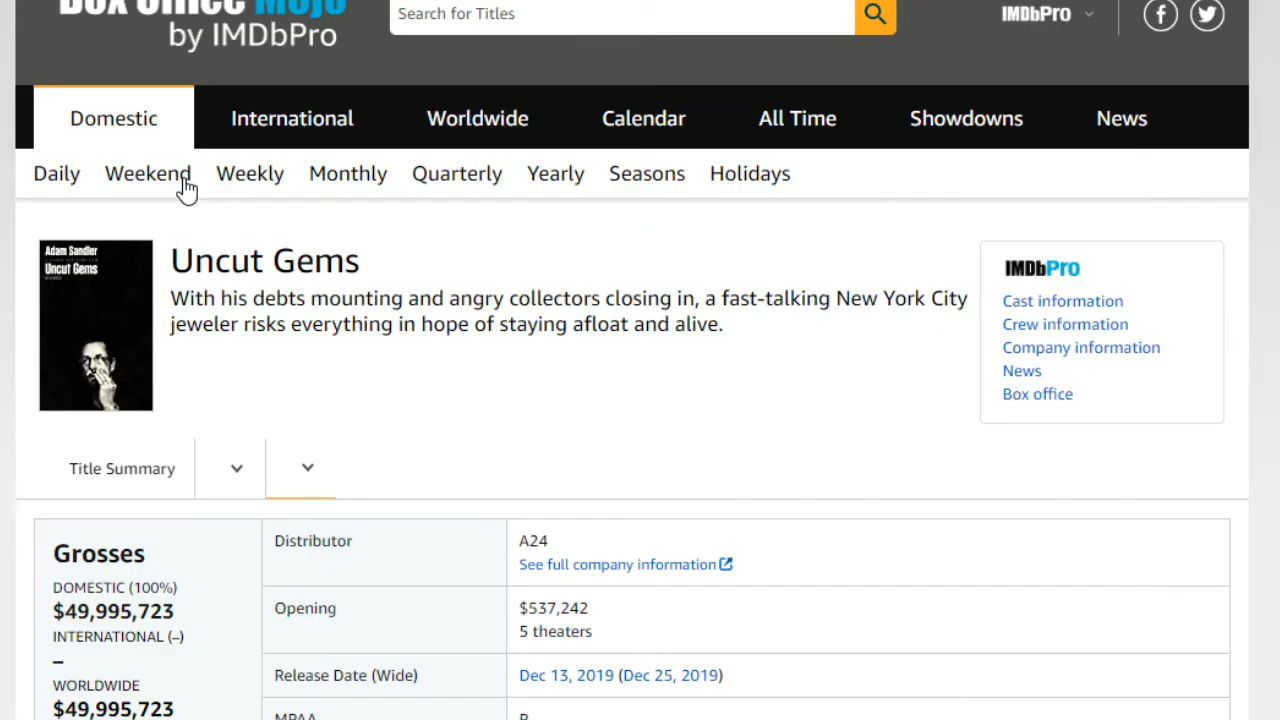 Box Office Mojo
by IMDbPro
Search for Titles
IMDbPro
Domestic International Worldwide Calendar All Time Showdowns News
Daily Weekend Weekly Monthly Quarterly Yearly Seasons Holidays
Adam Sandler
Uncut Gems
Uncut Gems
With his debts mounting and angry collectors closing in, a fast-talking New York City
jeweler risks everything in hope of staying afloat and alive.
IMDbPro
Cast information
Crew information
Company information
News
Box office
Title Summary
Grosses
DOMESTIC (100%)
$49,995,723
INTERNATIONAL (–)
–
WORLDWIDE
$49,995,723
Distributor
A24
See full company information
Opening
$537,242
5 theaters
Release Date (Wide)
Dec 13, 2019 (Dec 25, 2019)
MPAA
R